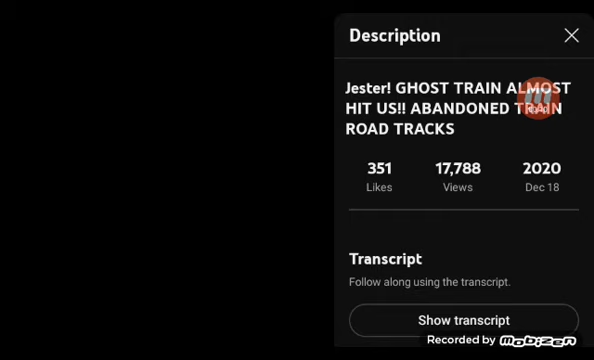 Description
Jester! GHOST TRAIN ALMOST
HIT US!! ABANDONED TRAIN
ROAD TRACKS
351
17,788
2020
Likes
Views
Dec 18
Transcript
Follow along using the transcript.
Show transcript
Recorded by mobizen